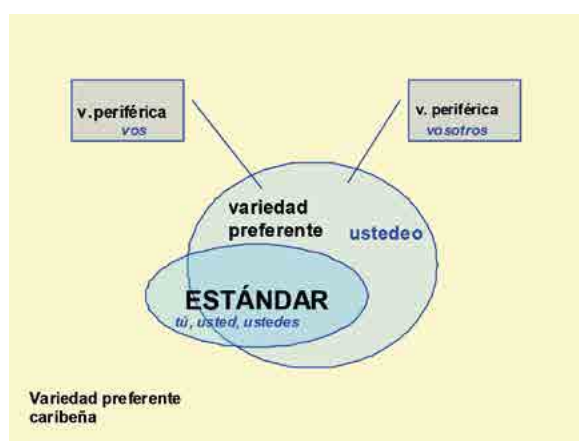 v.periférica
vos
v. periférica
vosotros
variedad
preferente
ustedeo
ESTÁNDAR
tú, usted, ustedes
Variedad preferente
caribeña